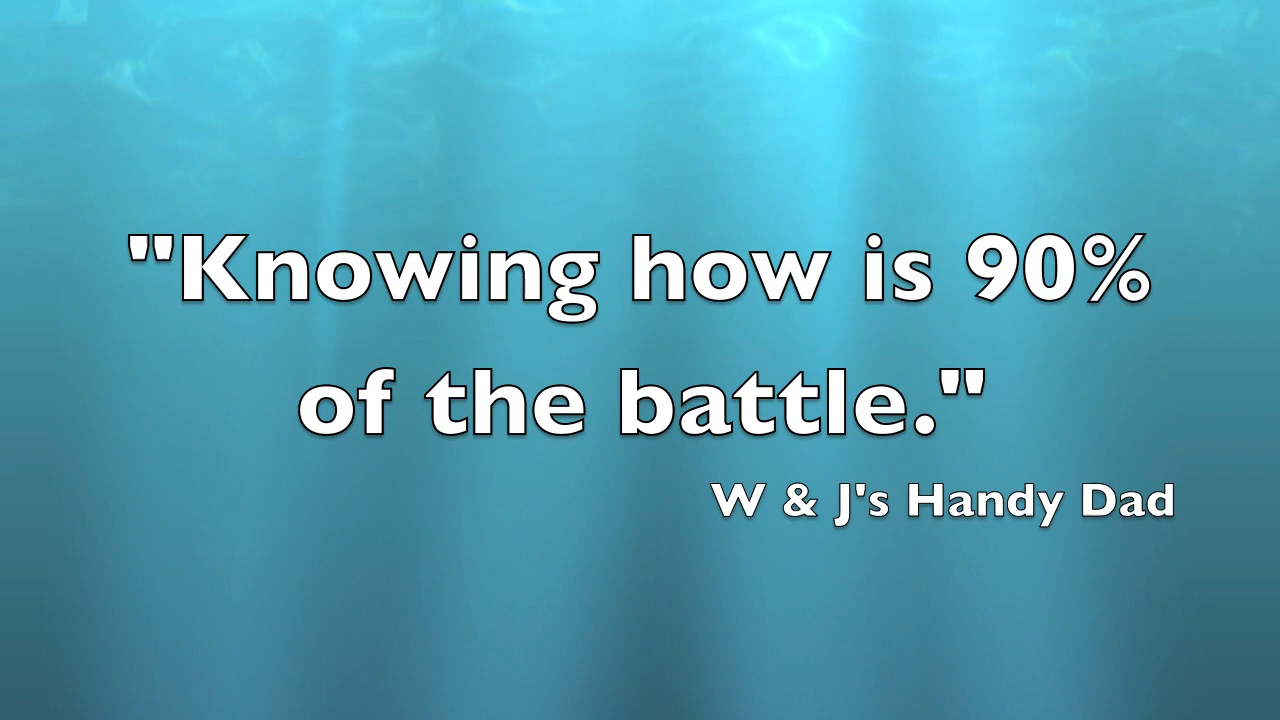 "Knowing how is 90%
of the battle."
W & J's Handy Dad